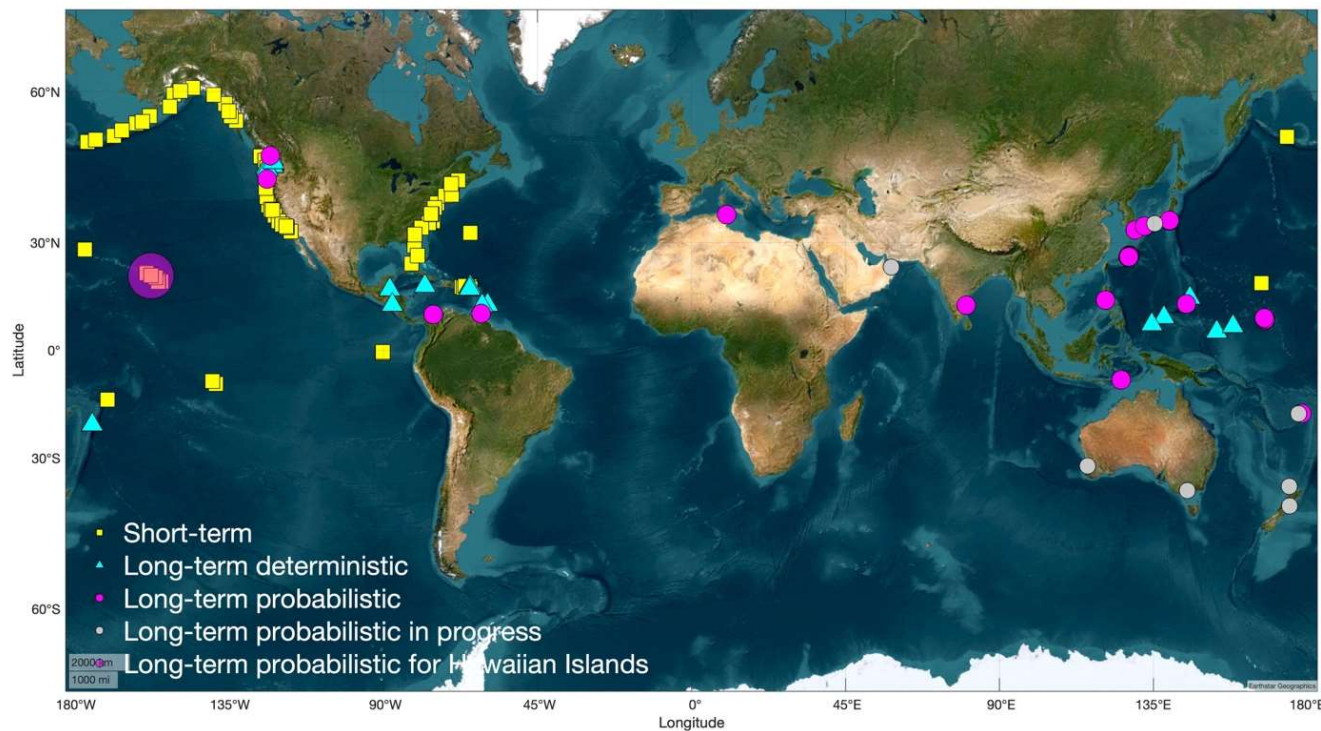 60°N
30°N
0°
30°S
60°S
Latitude
Short-term
Long-term deterministic
Long-term probabilistic
Long-term probabilistic in progress
Long-term probabilistic for Hawaiian Islands
1000 mi
Earthstar Geographics
180°W
135°W
90°W
45°W
0°
45°E
90°E
135°E
180°E
Longitude